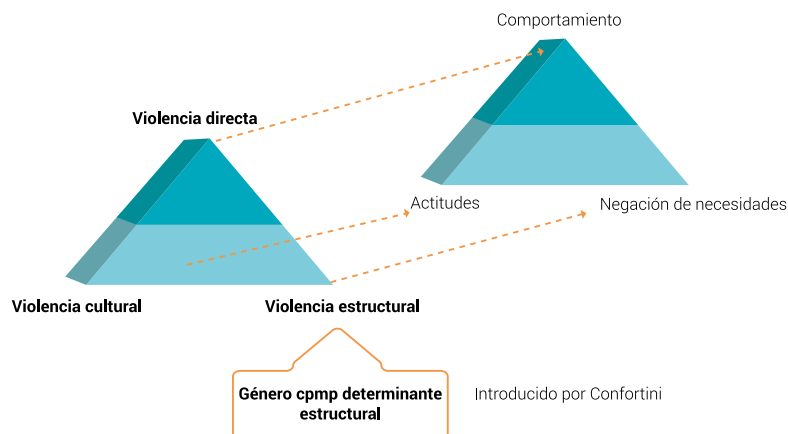 Comportamiento
Violencia directa
Actitudes
Negación de necesidades
Violencia cultural
Violencia estructural
Género cpmp determinante
estructural
Introducido por Confortini